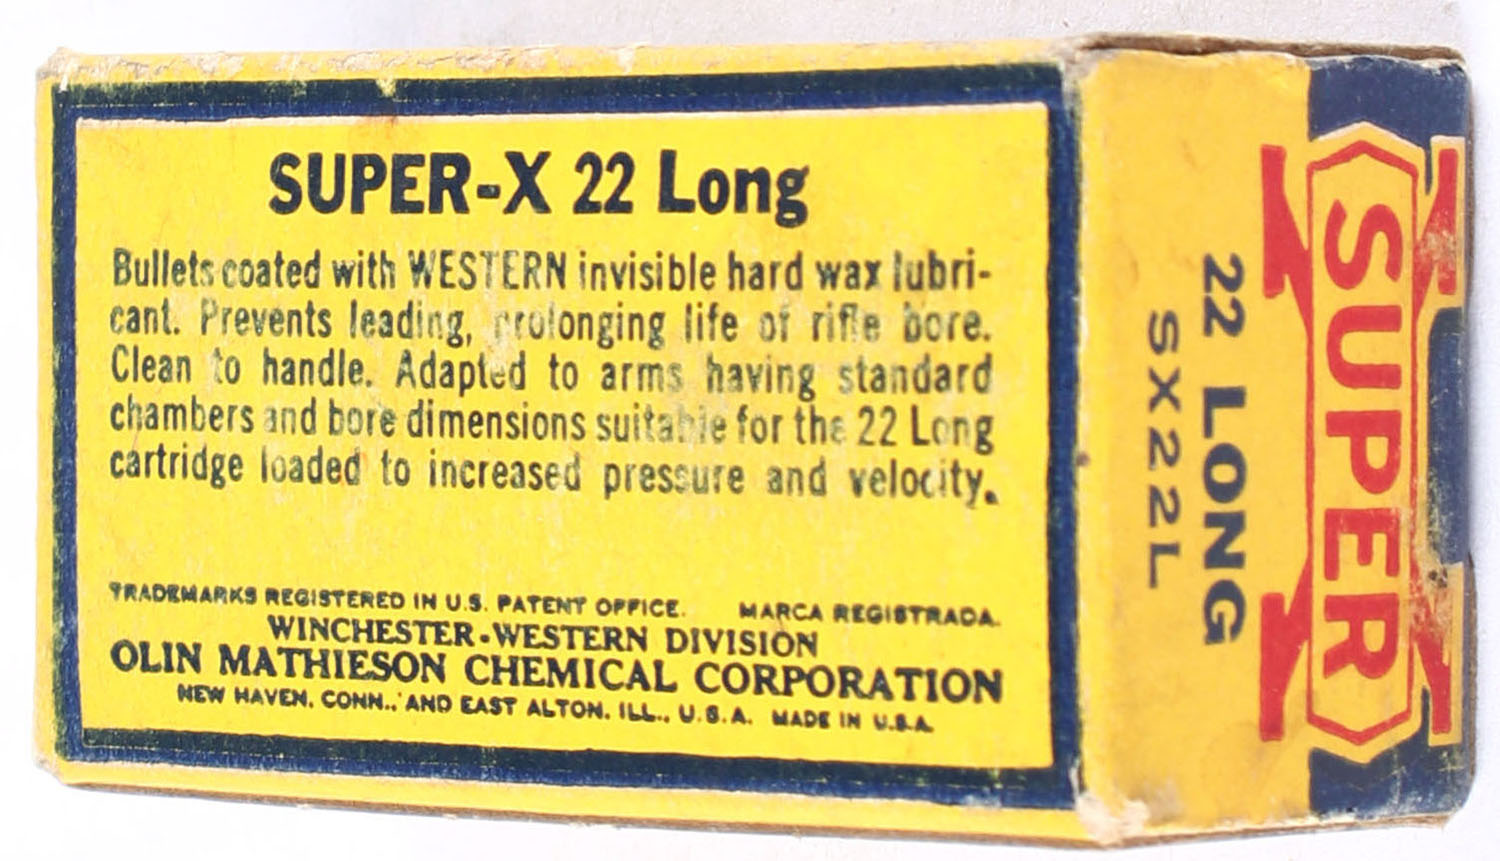 SUPER-X 22 Long
Bullets coated with WESTERN invisible hard wax lubri-
cant. Prevents leading, prolonging life of rifle bore.
Clean to handle. Adapted to arms having standard
chambers and bore dimensions suitable for the 22 Long
cartridge loaded to increased pressure and velocity.
TRADEMARKS REGISTERED IN U.S. PATENT OFFICE. MARCA REGISTRADA.
WINCHESTER-WESTERN DIVISION
OLIN MATHIESON CHEMICAL CORPORATION
NEW HAVEN, CONN., AND EAST ALTON, ILL., U.S.A. MADE IN U.S.A.
SUPER
X
22 LONG
SX22L